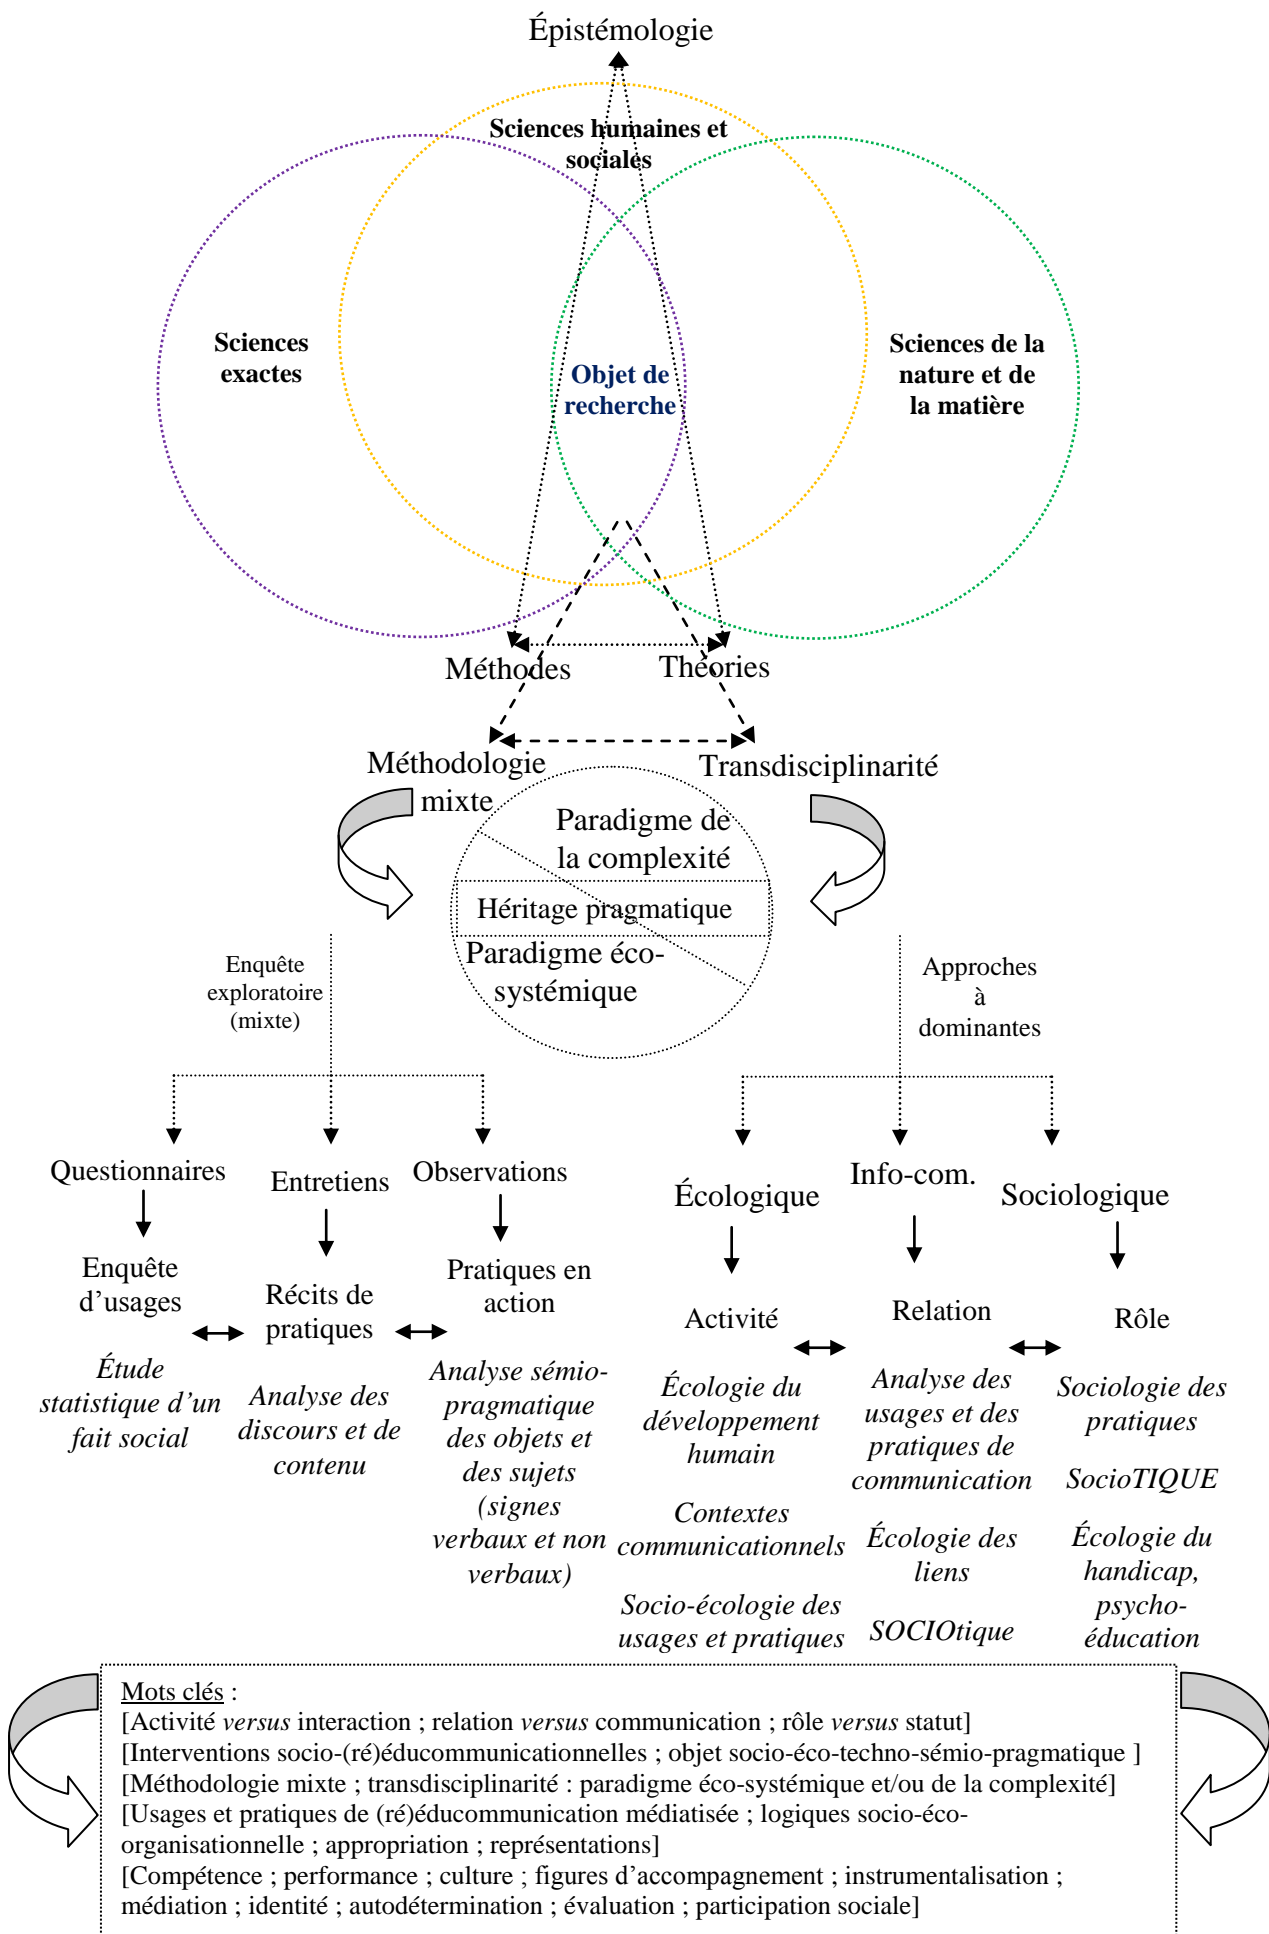 Épistémologie
Sciences humaines et
sociales
Sciences
exactes
Objet de
recherche
Sciences de la
nature et de
la matière
Méthodes
Théories
Méthodologie
mixte
Transdisciplinarité
Paradigme de
la complexité
Héritage pragmatique
Paradigme éco-
systémique
Enquête
exploratoire
(mixte)
Approches
à
dominantes
Questionnaires
Entretiens
Observations
Enquête
d’usages
Récits de
pratiques
Pratiques en
action
Étude
statistique d’un
fait social
Analyse des
discours et de
contenu
Analyse sémio-
pragmatique
des objets et
des sujets
(signes
verbaux et non
verbaux)
Écologique
Info-com.
Sociologique
Activité
Relation
Rôle
Écologie du
développement
humain
Contextes
communicationnels
Socio-écologie des
usages et pratiques
Analyse des
usages et des
pratiques de
communication
Écologie des
liens
SOCIOtique
Sociologie des
pratiques
SocioTIQUE
Écologie du
handicap,
psycho-
éducation
Mots clés :
[Activité versus interaction ; relation versus communication ; rôle versus statut]
[Interventions socio-(ré)éducommunicationnelles ; objet socio-éco-techno-sémio-pragmatique ]
[Méthodologie mixte ; transdisciplinarité : paradigme éco-systémique et/ou de la complexité]
[Usages et pratiques de (ré)éducommunication médiatisée ; logiques socio-éco-
organisationnelle ; appropriation ; représentations]
[Compétence ; performance ; culture ; figures d’accompagnement ; instrumentalisation ;
médiation ; identité ; autodétermination ; évaluation ; participation sociale]